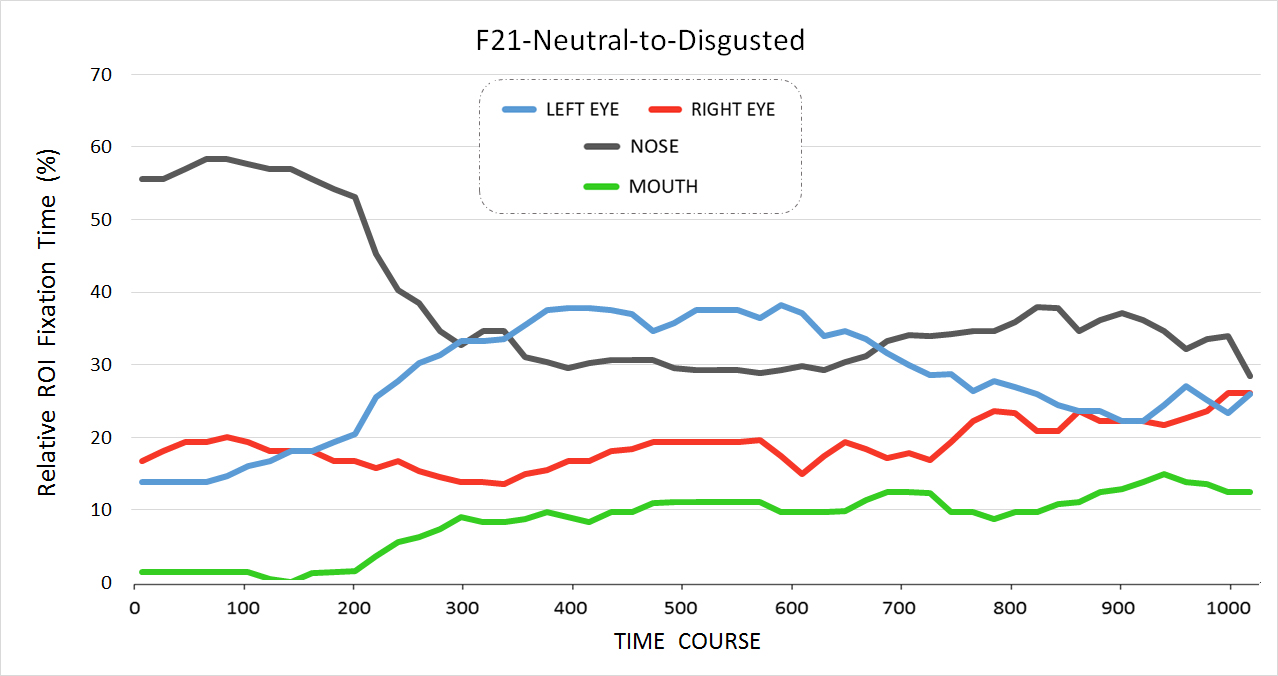 F21-Neutral-to-Disgusted
LEFT EYE RIGHT EYE
NOSE
MOUTH
Relative ROI Fixation Time (%)
70
60
50
40
30
20
10
0
0 100 200 300 400 500 600 700 800 900 1000
TIME COURSE